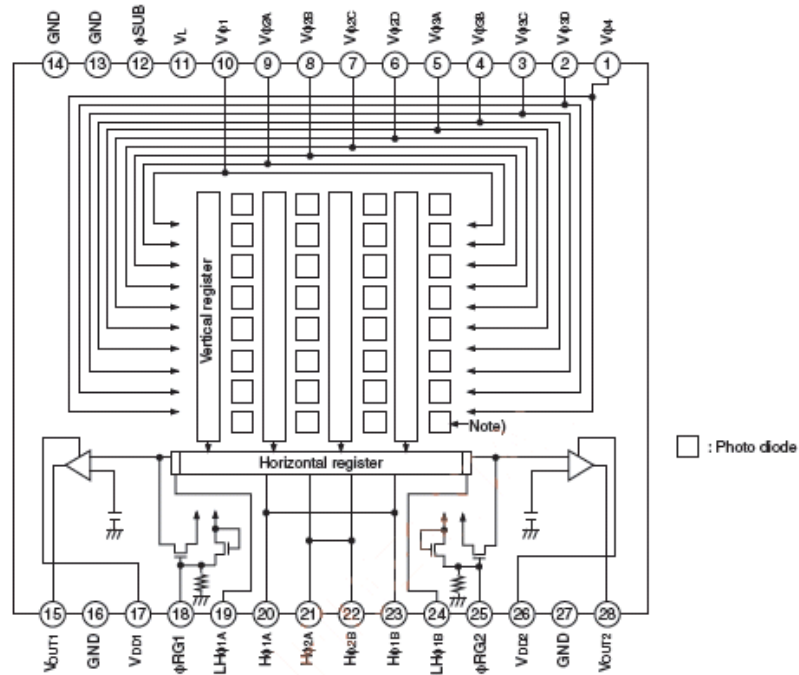 GND
GND
φSUB
VL
Vφ1
Vφ2A
Vφ2B
Vφ2C
Vφ2D
Vφ3A
Vφ3B
Vφ3C
Vφ3D
Vφ4
14
13
12
11
10
9
8
7
6
5
4
3
2
1
Vertical register
Note)
: Photo diode
Horizontal register
15
16
17
18
19
20
21
22
23
24
25
26
27
28
VOUT1
GND
VDD1
φRG1
LHφ1A
Hφ1A
Hφ2A
Hφ2B
Hφ1B
LHφ1B
φRG2
VDD2
GND
VOUT2